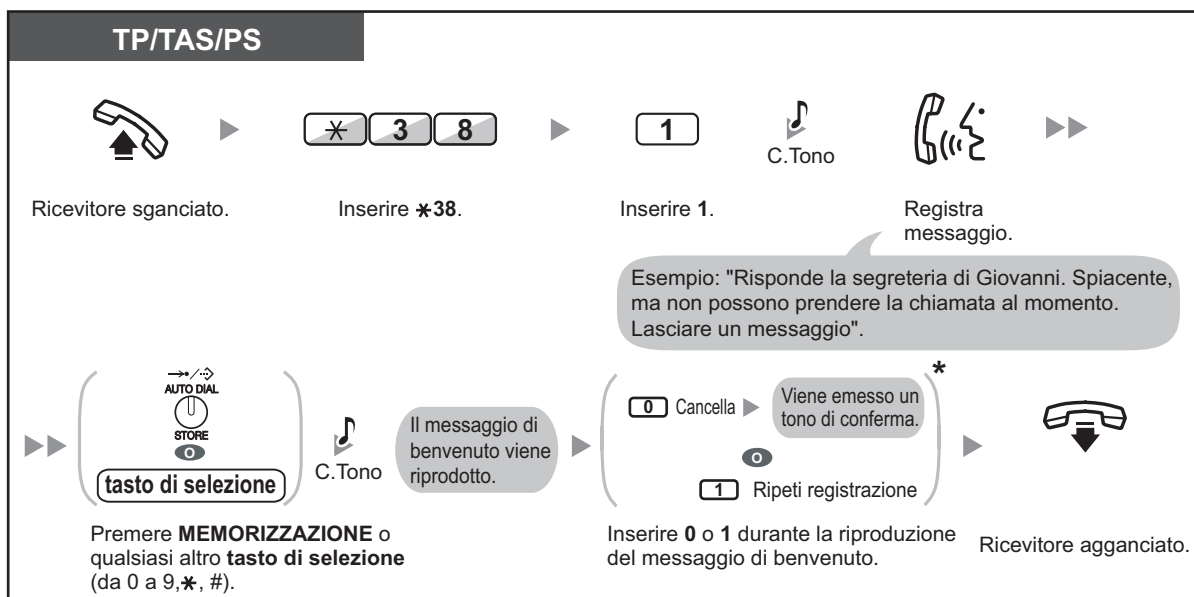 TP/TAS/PS
✳ 3 8
1
C.Tono
Ricevitore sganciato.
Inserire ✳38.
Inserire 1.
Registra
messaggio.
Esempio: "Risponde la segreteria di Giovanni. Spiacente,
ma non possono prendere la chiamata al momento.
Lasciare un messaggio".
AUTO DIAL
STORE
O
tasto di selezione
C.Tono
Il messaggio di
benvenuto viene
riprodotto.
0 Cancella
Viene emesso un
tono di conferma.
O
1 Ripeti registrazione
*
Premere MEMORIZZAZIONE o
qualsiasi altro tasto di selezione
(da 0 a 9,✳, #).
Inserire 0 o 1 durante la riproduzione
del messaggio di benvenuto.
Ricevitore agganciato.